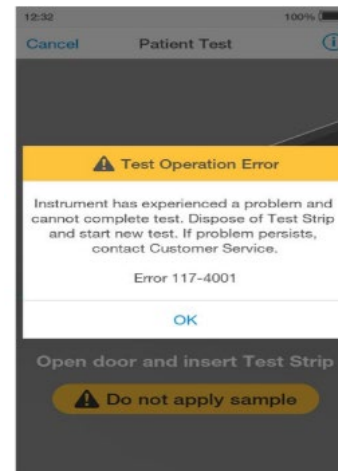 12:32 100%
Cancel Patient Test
Test Operation Error
Instrument has experienced a problem and
cannot complete test. Dispose of Test Strip
and start new test. If problem persists,
contact Customer Service.
Error 117-4001
OK
Open door and insert Test Strip
Do not apply sample